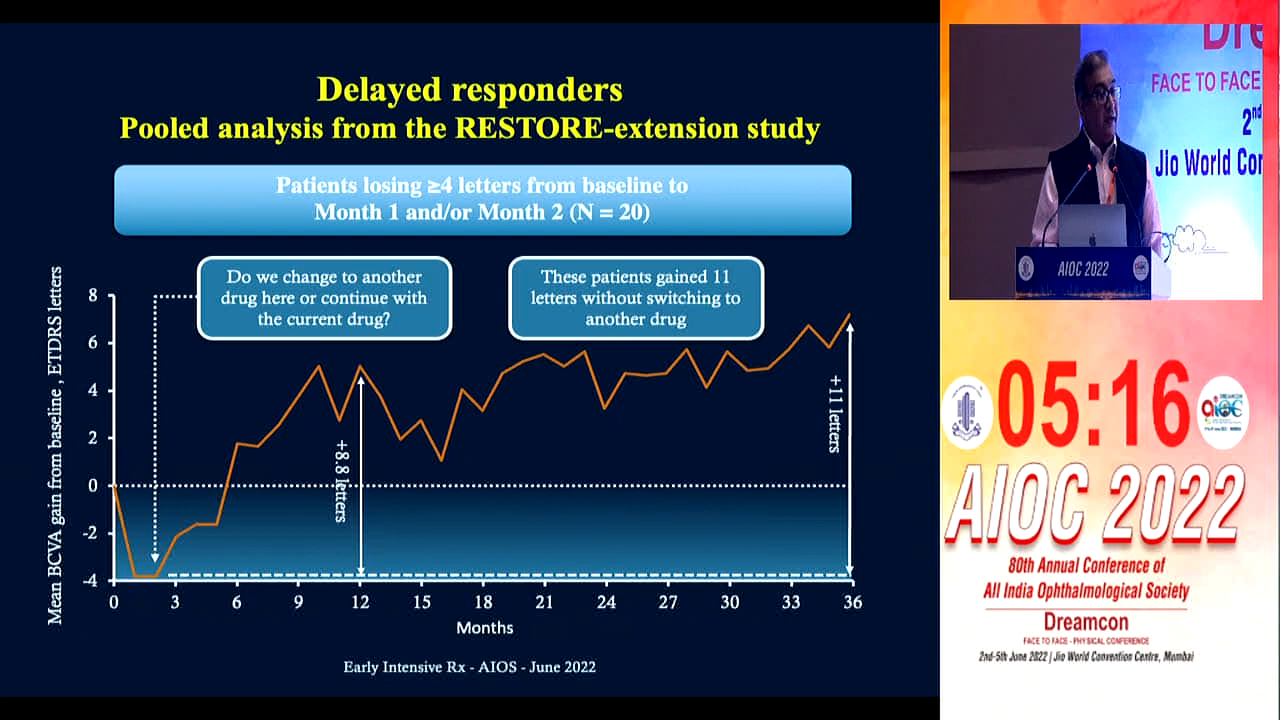 Delayed responders
Pooled analysis from the RESTORE-extension study
Patients losing ≥4 letters from baseline to
Month 1 and/or Month 2 (N = 20)
Do we change to another
drug here or continue with
the current drug?
These patients gained 11
letters without switching to
another drug
Mean BCVA gain from baseline , ETDRS letters
8
6
4
2
0
-2
-4
+8.8 letters
+11 letters
0 3 6 9 12 15 18 21 24 27 30 33 36
Months
Early Intensive Rx - AIOS - June 2022
Dre
FACE TO FACE
2nd
Jio World Con
AIOC 2022
05:16
AIOC 2022
80th Annual Conference of
All India Ophthalmological Society
Dreamcon
FACE TO FACE - PHYSICAL CONFERENCE
2nd-5th June 2022 | Jio World Convention Centre, Mumbai